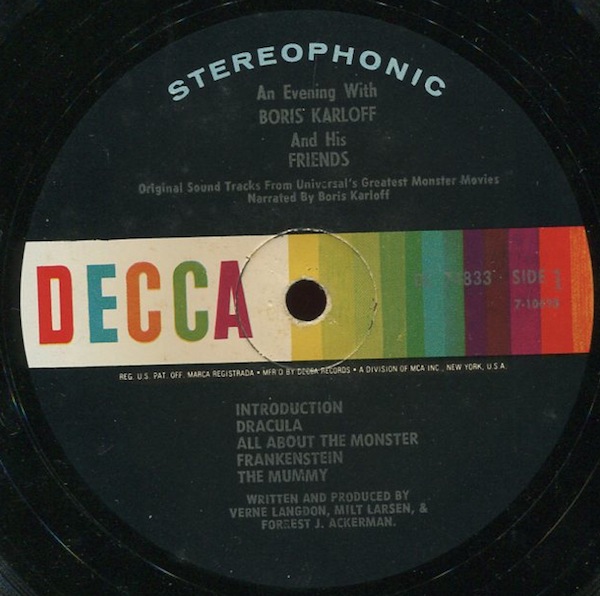 STEREOPHONIC
An Evening With
BORIS KARLOFF
And His
FRIENDS
Original Sound Tracks From Universal's Greatest Monster Movies
Narrated By Boris Karloff
DECCA
SIDE 1
REG. U.S. PAT. OFF. MARCA REGISTRADA • MFR'D BY DECCA RECORDS • A DIVISION OF MCA INC., NEW YORK, U.S.A.
INTRODUCTION
DRACULA
ALL ABOUT THE MONSTER
FRANKENSTEIN
THE MUMMY
WRITTEN AND PRODUCED BY
VERNE LANGDON, MILT LARSEN, &
FORREST J. ACKERMAN.